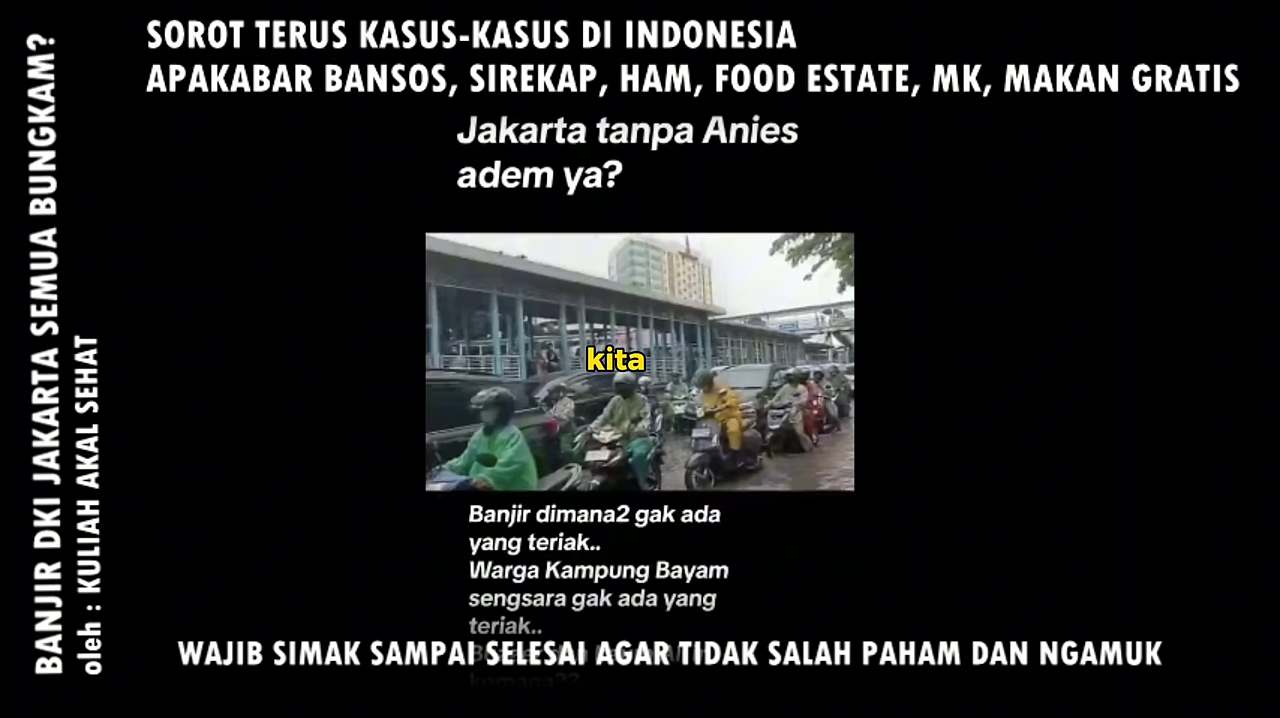 SOROT TERUS KASUS-KASUS DI INDONESIA
APAKABAR BANSOS, SIREKAP, HAM, FOOD ESTATE, MK, MAKAN GRATIS
BANJIR DKI JAKARTA SEMUA BUNGKAM?
oleh : KULIAH AKAL SEHAT
Jakarta tanpa Anies
adem ya?
kita
Banjir dimana2 gak ada
yang teriak..
Warga Kampung Bayam
sengsara gak ada yang
teriak..
WAJIB SIMAK SAMPAI SELESAI AGAR TIDAK SALAH PAHAM DAN NGAMUK